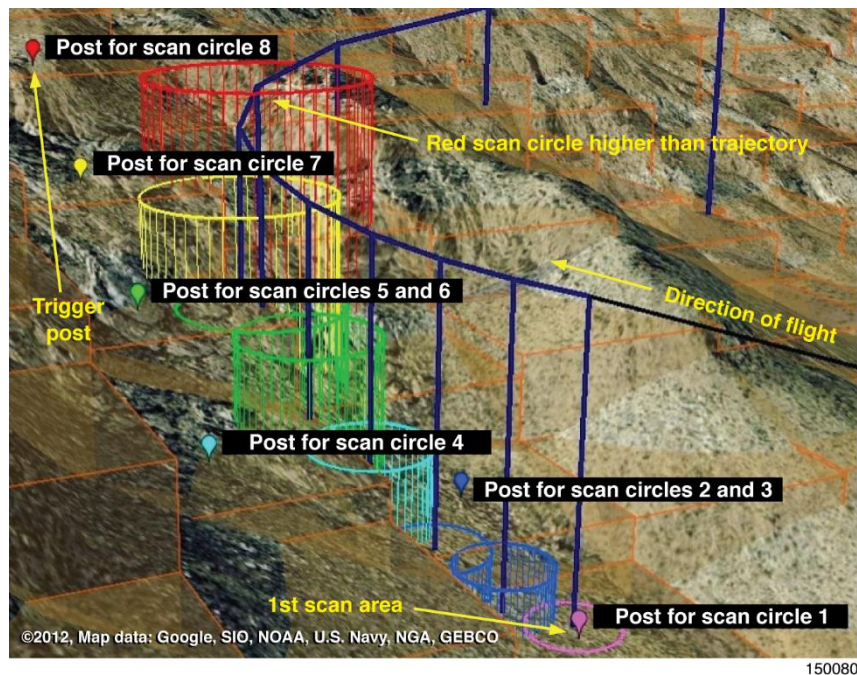 Post for scan circle 8
Red scan circle higher than trajectory
Post for scan circle 7
Trigger
post
Post for scan circles 5 and 6
Direction of flight
Post for scan circle 4
Post for scan circles 2 and 3
1st scan area
Post for scan circle 1
©2012, Map data: Google, SIO, NOAA, U.S. Navy, NGA, GEBCO
150080